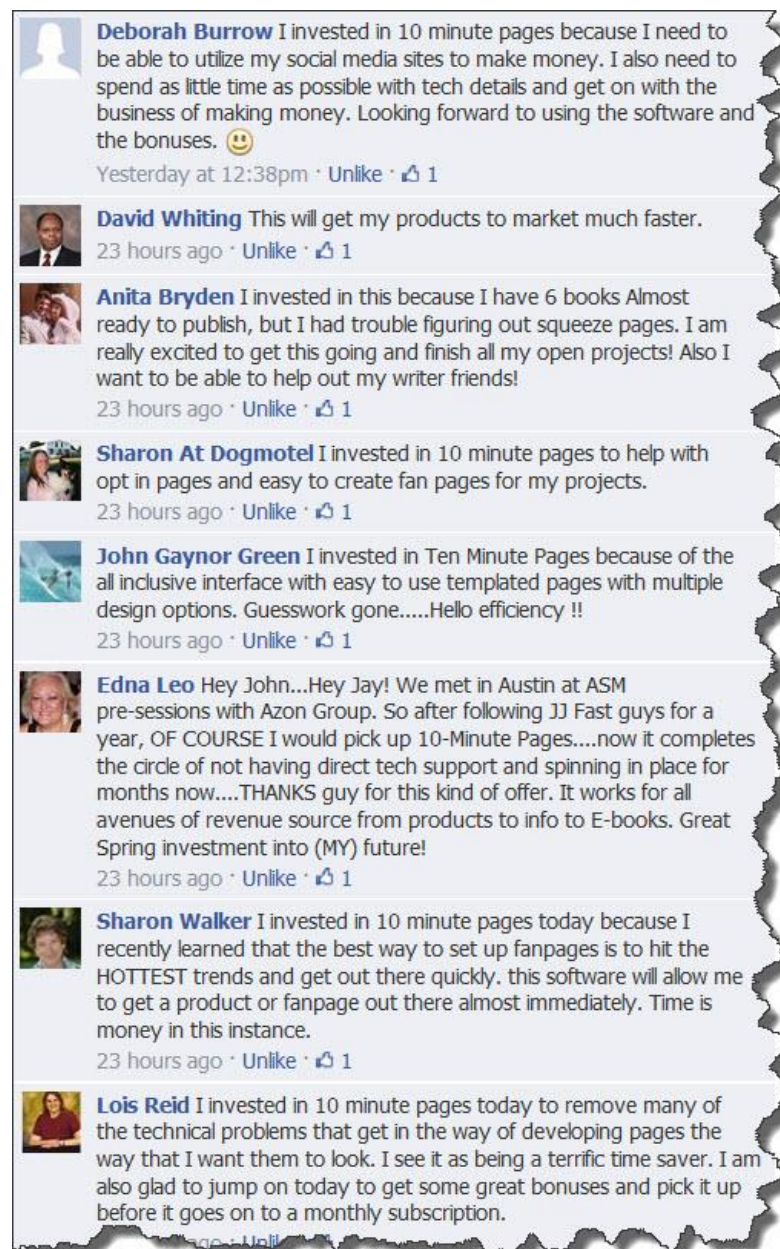 Deborah Burrow I invested in 10 minute pages because I need to
be able to utilize my social media sites to make money. I also need to
spend as little time as possible with tech details and get on with the
business of making money. Looking forward to using the software and
the bonuses.
Yesterday at 12:38pm · Unlike · 1
David Whiting This will get my products to market much faster.
23 hours ago · Unlike · 1
Anita Bryden I invested in this because I have 6 books Almost
ready to publish, but I had trouble figuring out squeeze pages. I am
really excited to get this going and finish all my open projects! Also I
want to be able to help out my writer friends!
23 hours ago · Unlike · 1
Sharon At Dogmotel I invested in 10 minute pages to help with
opt in pages and easy to create fan pages for my projects.
23 hours ago · Unlike · 1
John Gaynor Green I invested in Ten Minute Pages because of the
all inclusive interface with easy to use templated pages with multiple
design options. Guesswork gone.....Hello efficiency !!
23 hours ago · Unlike · 1
Edna Leo Hey John...Hey Jay! We met in Austin at ASM
pre-sessions with Azon Group. So after following JJ Fast guys for a
year, OF COURSE I would pick up 10-Minute Pages....now it completes
the circle of not having direct tech support and spinning in place for
months now....THANKS guy for this kind of offer. It works for all
avenues of revenue source from products to info to E-books. Great
Spring investment into (MY) future!
23 hours ago · Unlike · 1
Sharon Walker I invested in 10 minute pages today because I
recently learned that the best way to set up fanpages is to hit the
HOTTEST trends and get out there quickly. this software will allow me
to get a product or fanpage out there almost immediately. Time is
money in this instance.
23 hours ago · Unlike · 1
Lois Reid I invested in 10 minute pages today to remove many of
the technical problems that get in the way of developing pages the
way that I want them to look. I see it as being a terrific time saver. I am
also glad to jump on today to get some great bonuses and pick it up
before it goes on to a monthly subscription.